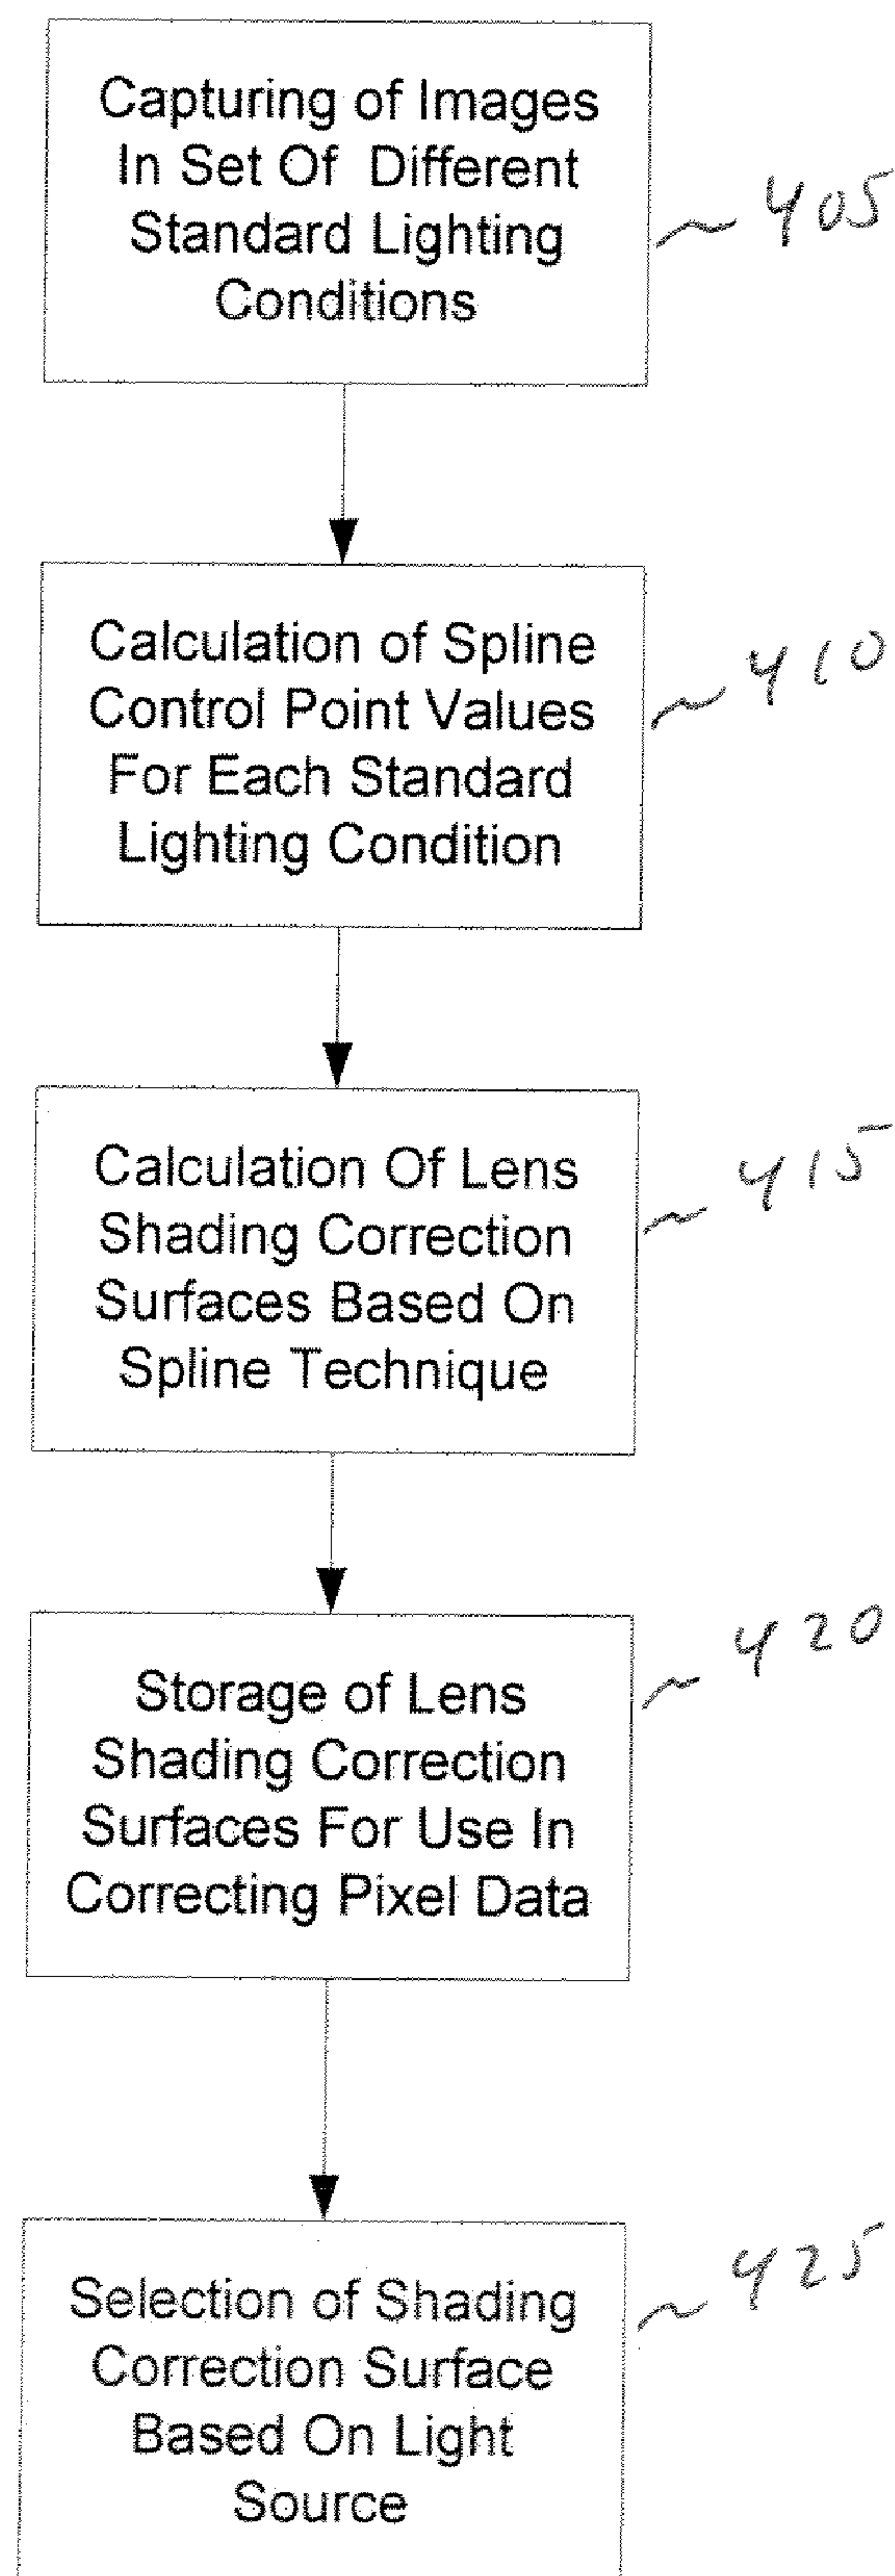 Capturing of Images
In Set Of Different
Standard Lighting
Conditions
405
Calculation of Spline
Control Point Values
For Each Standard
Lighting Condition
410
Calculation Of Lens
Shading Correction
Surfaces Based On
Spline Technique
415
Storage of Lens
Shading Correction
Surfaces For Use In
Correcting Pixel Data
420
Selection of Shading
Correction Surface
Based On Light
Source
425